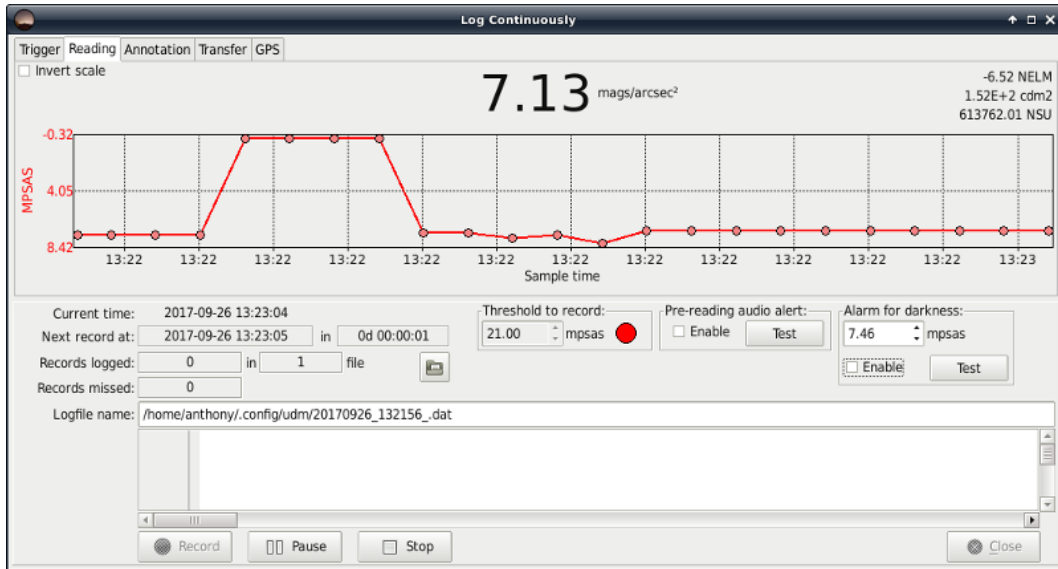 Log Continuously
Trigger Reading Annotation Transfer GPS
Invert scale
7.13 mags/arcsec²
-6.52 NELM
1.52E+2 cdm2
613762.01 NSU
MPSAS
-0.32
4.05
8.42
13:22 13:22 13:22 13:22 13:22 13:22 13:22 13:22 13:22 13:22 13:22 13:22 13:23
Sample time
Current time: 2017-09-26 13:23:04
Next record at: 2017-09-26 13:23:05 in 0d 00:00:01
Records logged: 0 in 1 file
Records missed: 0
Threshold to record:
21.00 mpsas
Pre-reading audio alert:
Enable Test
Alarm for darkness:
7.46 mpsas
Enable Test
Logfile name: /home/anthony/.config/udm/20170926_132156_.dat
Record Pause Stop Close